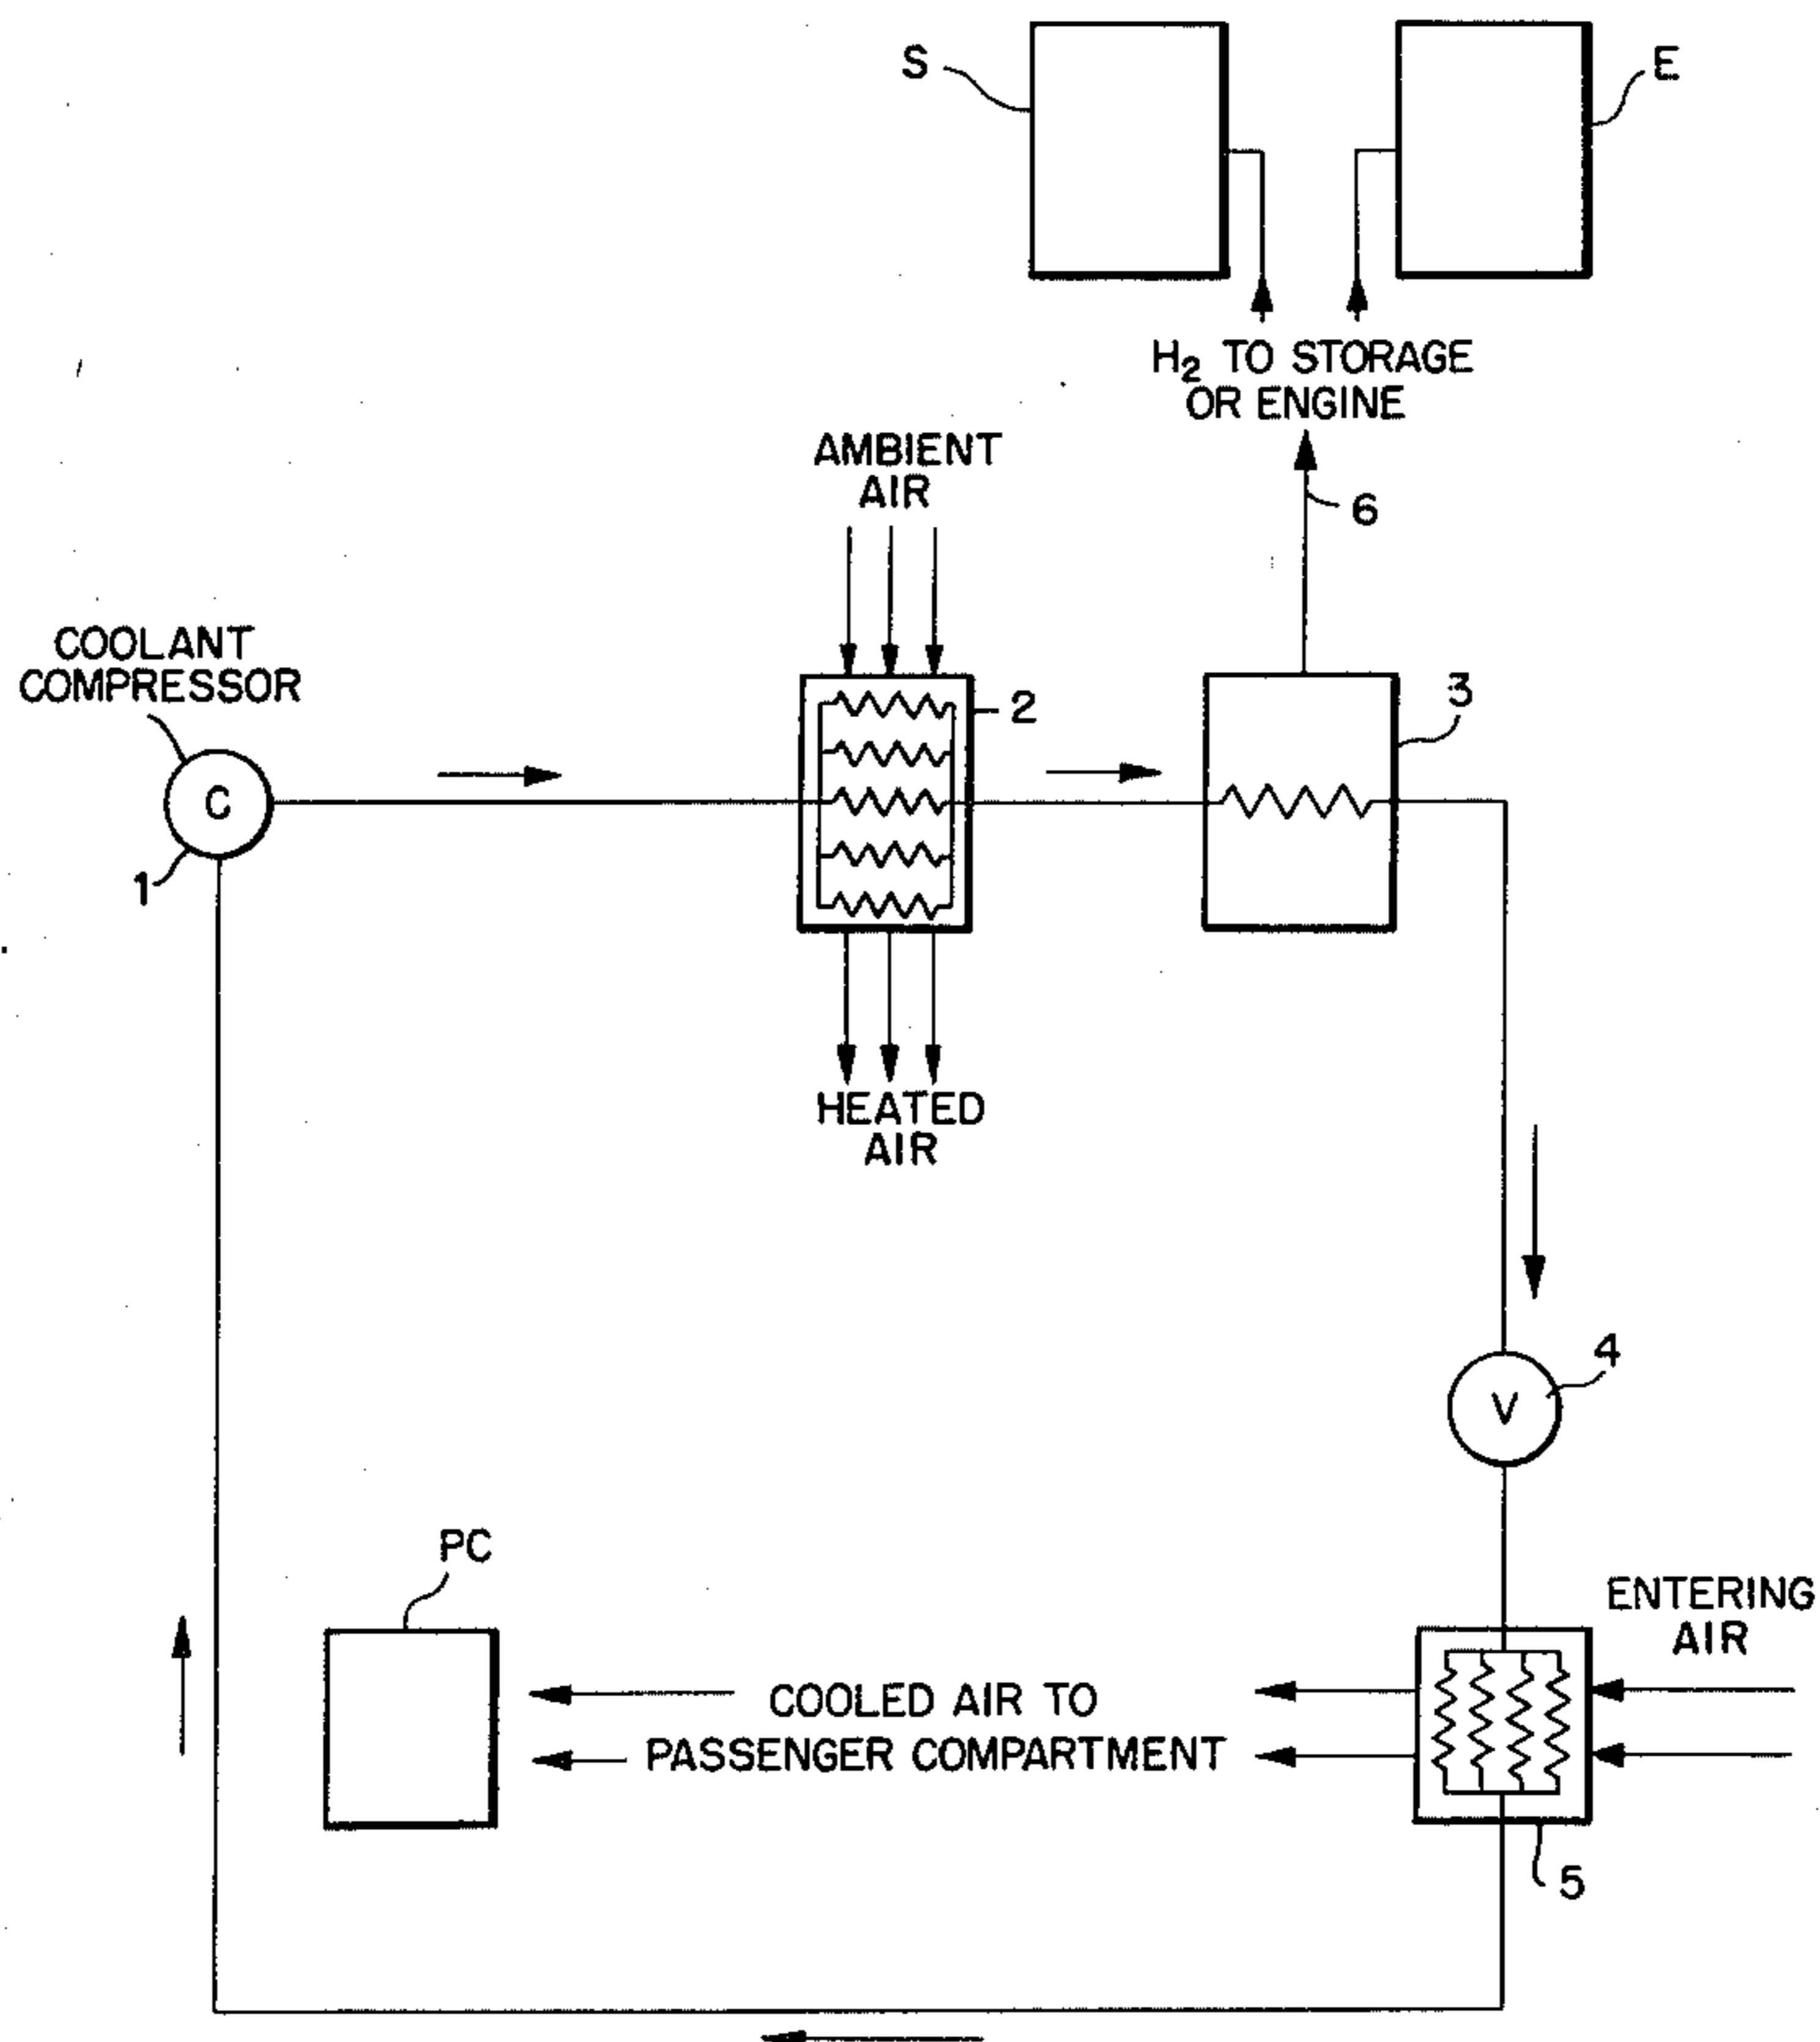 S
E
H2 TO STORAGE
OR ENGINE
AMBIENT
AIR
6
COOLANT
COMPRESSOR
2
3
C
1
HEATED
AIR
4
V
PC
ENTERING
AIR
COOLED AIR TO
PASSENGER COMPARTMENT
5